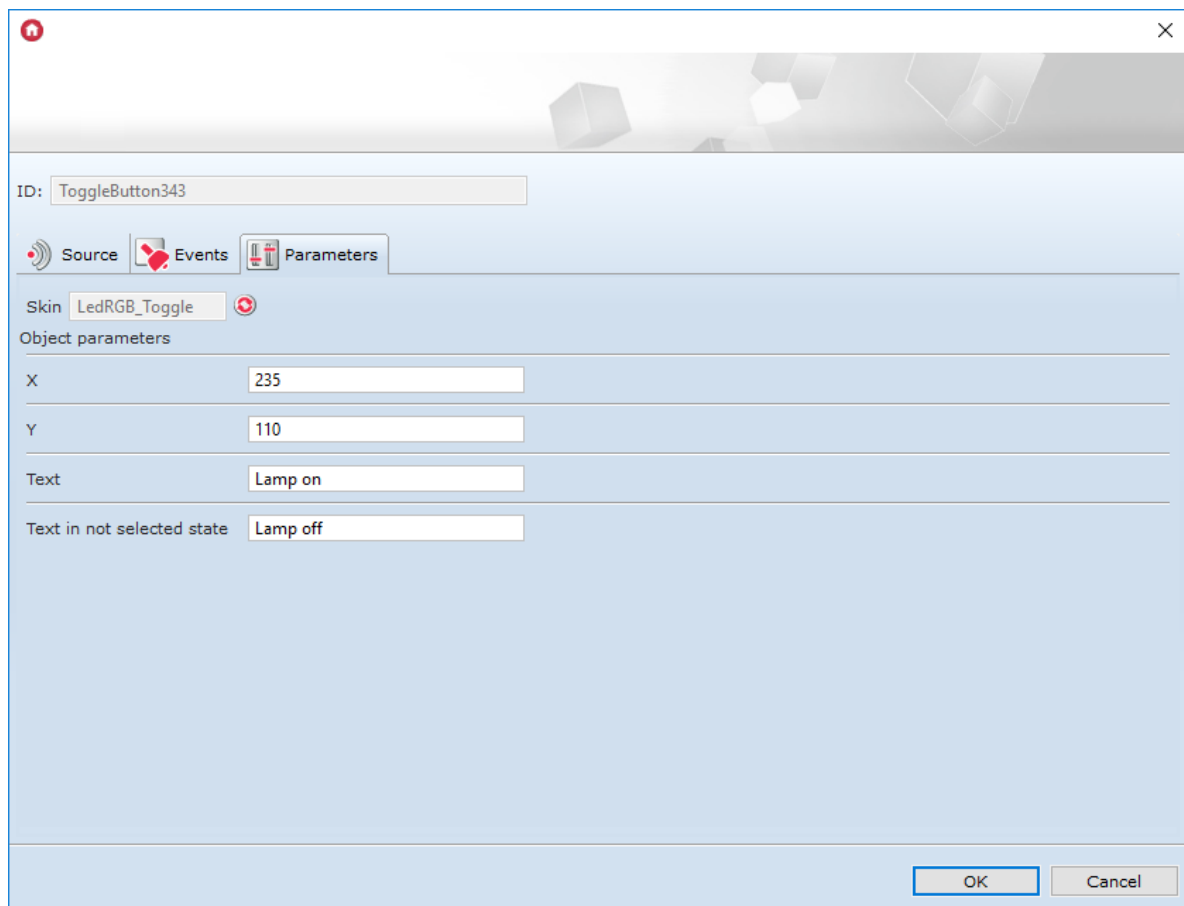 ID: ToggleButton343
Source Events Parameters
Skin LedRGB_Toggle
Object parameters
X 235
Y 110
Text Lamp on
Text in not selected state Lamp off
OK Cancel